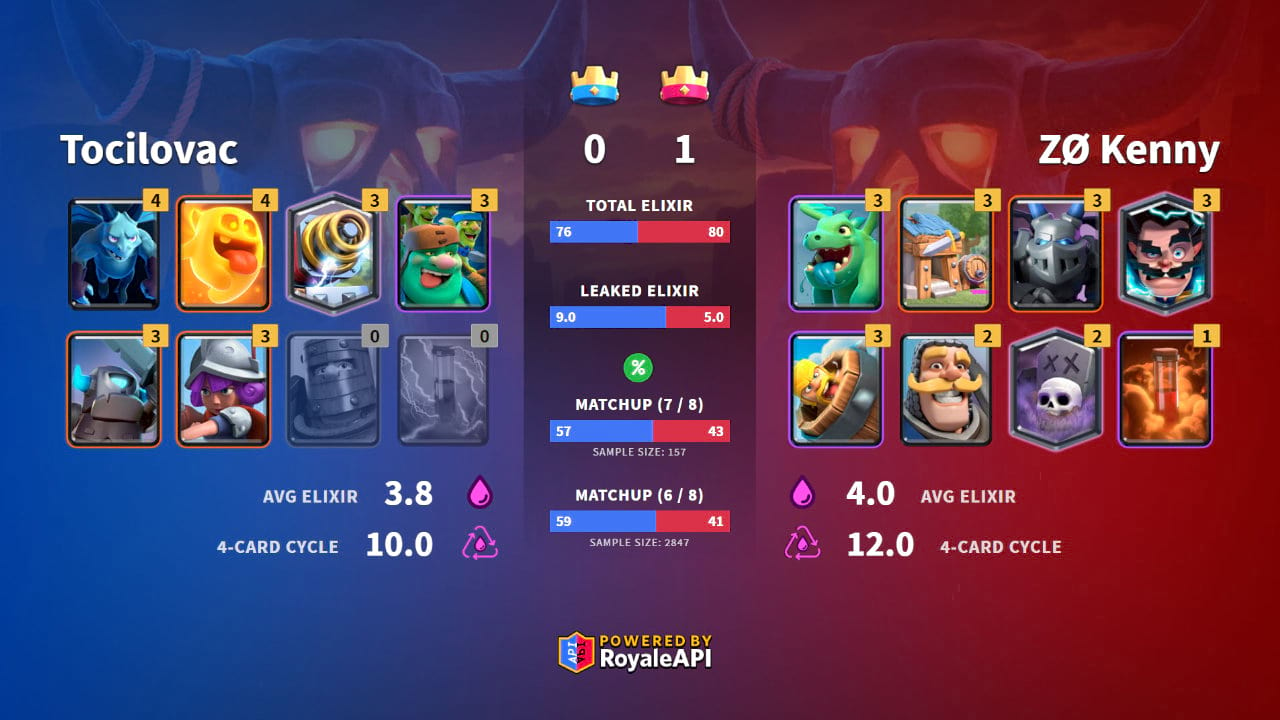 0 1
Tocilovac
ZØ Kenny
4 4 3 3
3 3 0 0
TOTAL ELIXIR
76 80
LEAKED ELIXIR
9.0 5.0
%
MATCHUP (7 / 8)
57 43
SAMPLE SIZE: 157
MATCHUP (6 / 8)
59 41
SAMPLE SIZE: 2847
3 3 3 3
3 2 2 1
AVG ELIXIR 3.8
4-CARD CYCLE 10.0
4.0 AVG ELIXIR
12.0 4-CARD CYCLE
API
POWERED BY
RoyaleAPI